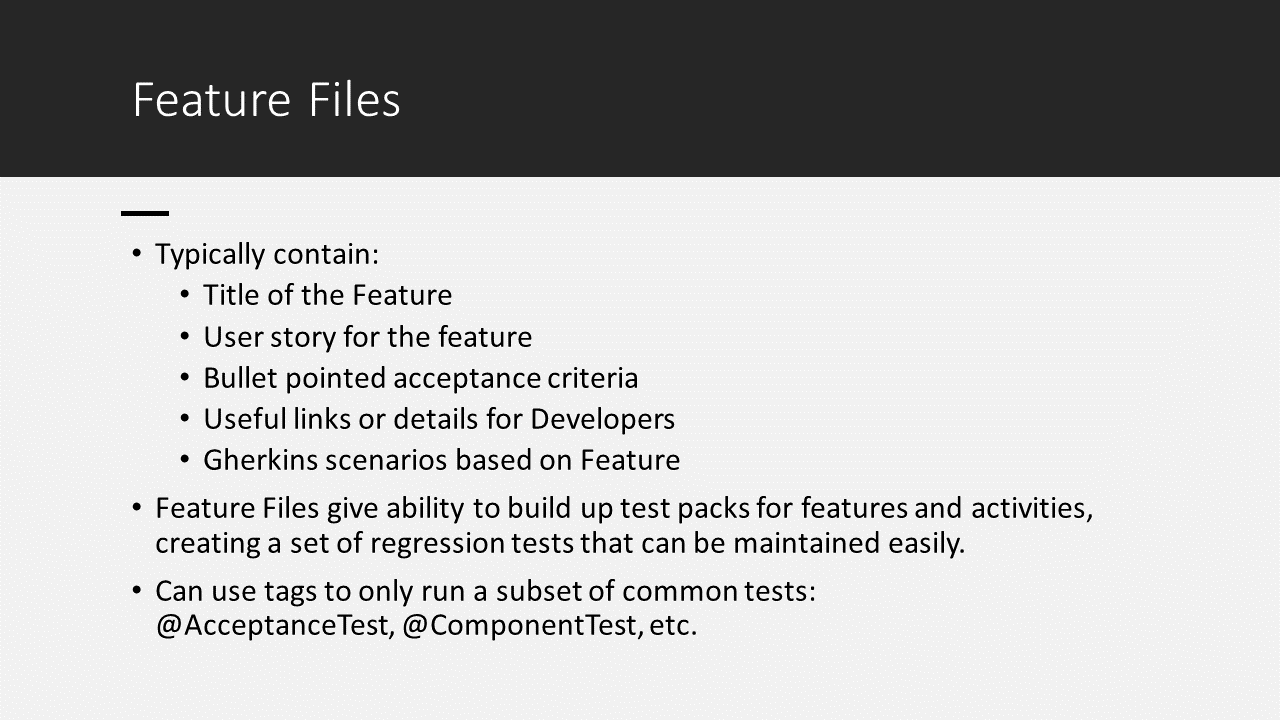 Feature Files
• Typically contain:
• Title of the Feature
• User story for the feature
• Bullet pointed acceptance criteria
• Useful links or details for Developers
• Gherkins scenarios based on Feature
• Feature Files give ability to build up test packs for features and activities,
creating a set of regression tests that can be maintained easily.
• Can use tags to only run a subset of common tests:
@AcceptanceTest, @ComponentTest, etc.